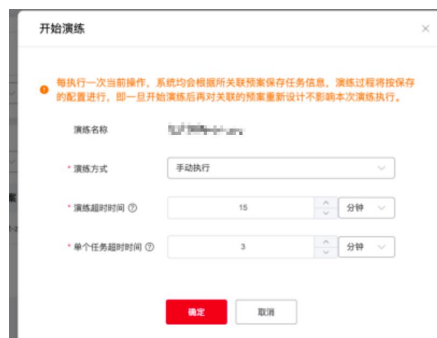 开始演练
每执行一次当前操作，系统均会根据所关联预案保存任务信息，演练过程将按保存
的配置进行，即一旦开始演练后再对关联的预案重新设计不影响本次演练执行。
演练名称
* 演练方式 手动执行
* 演练超时时间 15 分钟
* 单个任务超时时间 3 分钟
确定 取消